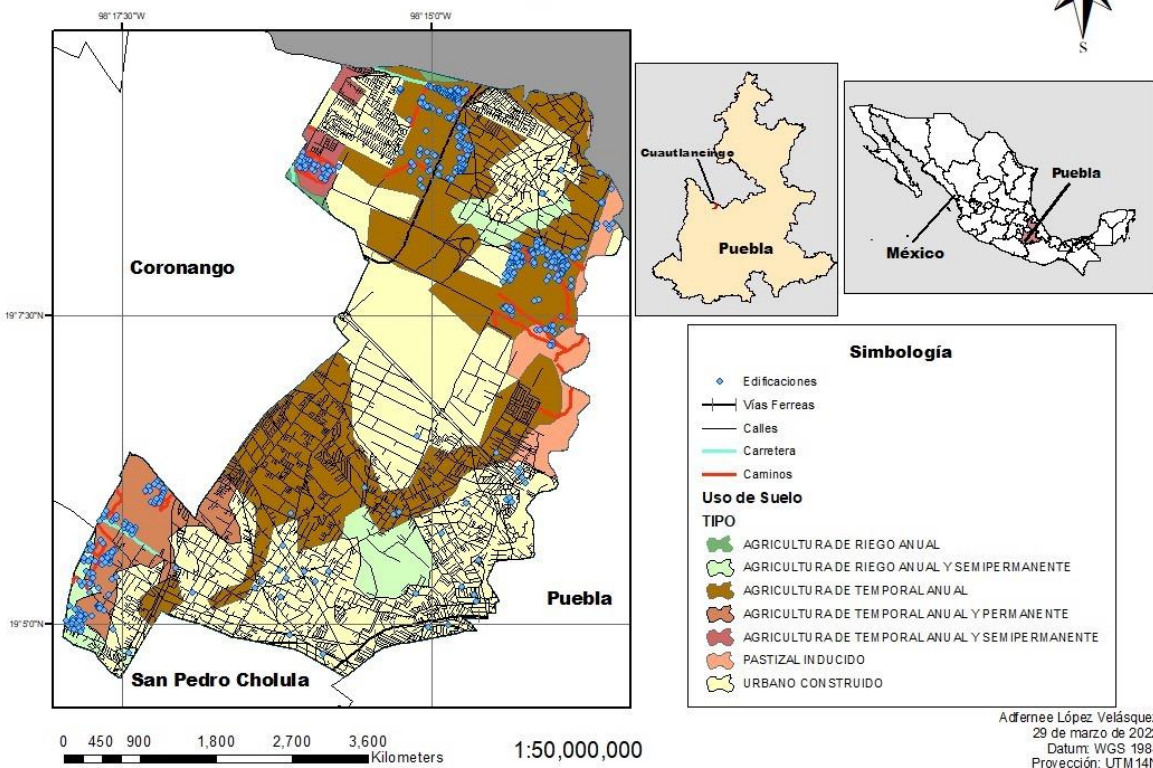 98°17'30"W
98°15'0"W
S
Cuautlancingo
Puebla
Puebla
México
Coronango
19°7'30"N
Simbología
Edificaciones
Vías Ferreas
Calles
Carretera
Caminos
Uso de Suelo
TIPO
AGRICULTURA DE RIEGO ANUAL
AGRICULTURA DE RIEGO ANUAL Y SEMIPERMANENTE
AGRICULTURA DE TEMPORAL ANUAL
AGRICULTURA DE TEMPORAL ANUAL Y PERMANENTE
AGRICULTURA DE TEMPORAL ANUAL Y SEMIPERMANENTE
PASTIZAL INDUCIDO
URBANO CONSTRUIDO
Puebla
19°5'0"N
San Pedro Cholula
0 450 900 1,800 2,700 3,600
Kilometers
1:50,000,000
Adfernee López Velásquez
29 de marzo de 2022
Datum: WGS 198
Proyección: UTM14N